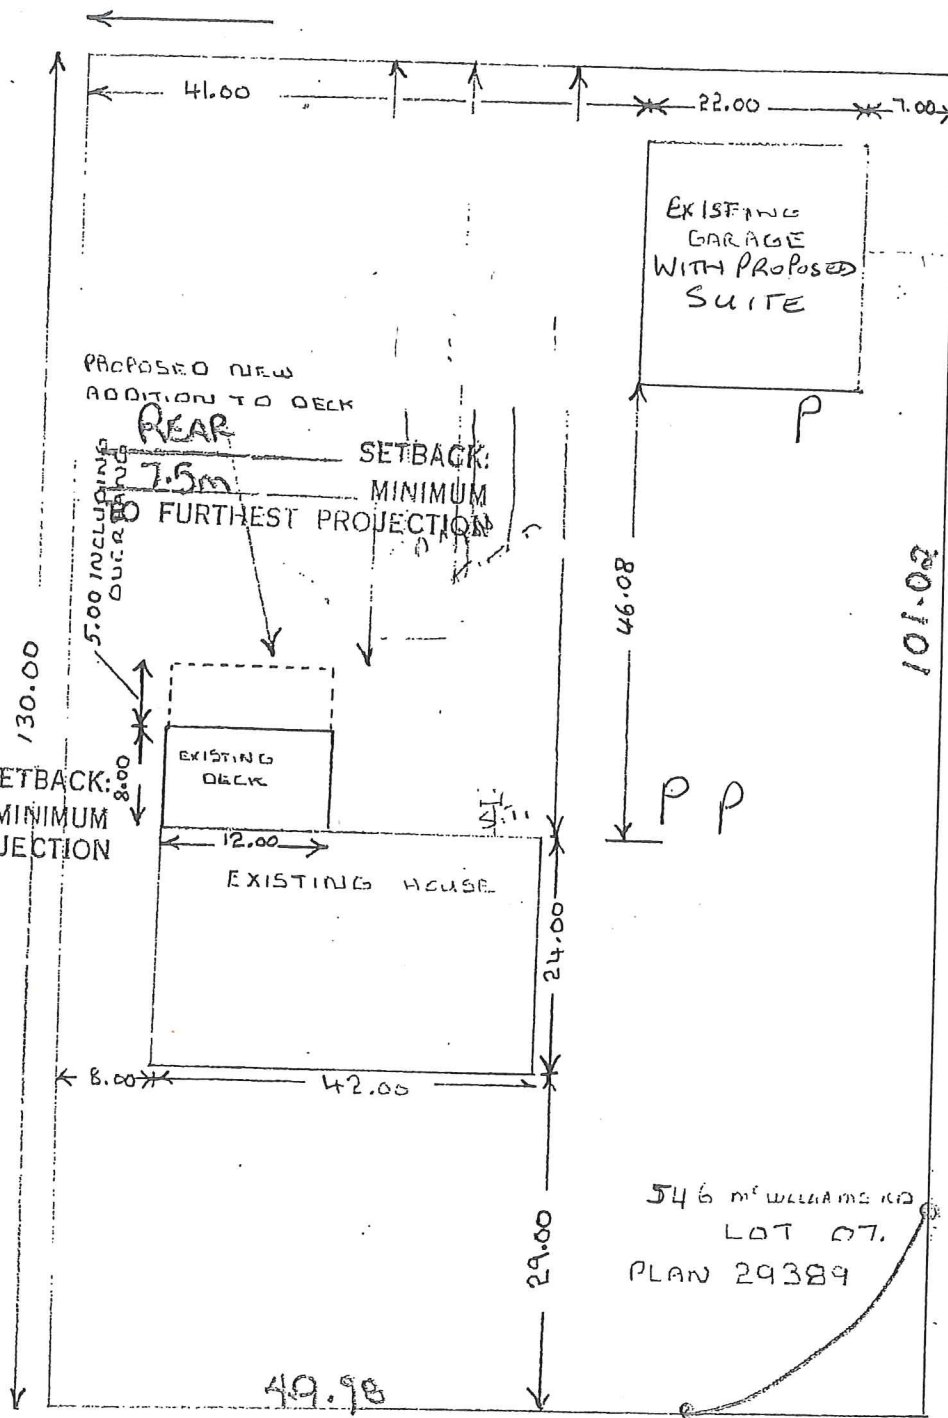 41.00
22.00
7.00
EXISTING
GARAGE
WITH PROPOSED
SUITE
PROPOSED NEW
ADDITION TO DECK
REAR
SETBACK:
7.5m
MINIMUM
TO FURTHEST PROJECTION
5.00 INCLUDING
OVERHANG
P
46.08
101.02
130.00
EXISTING
DECK
8.00
ETBACK:
MINIMUM
JECTION
P P
12.00
EXISTING HOUSE
24.00
8.00
42.00
29.00
546 McWILLIAMS RD
LOT 07.
PLAN 29389
49.98